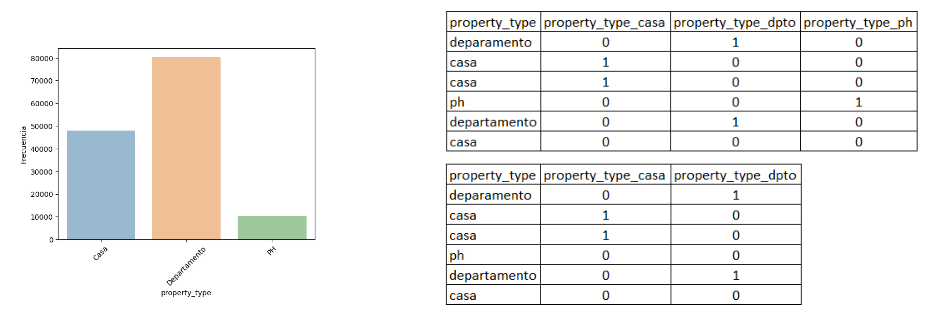 80000
70000
60000
50000
40000
30000
20000
10000
0
Frecuencia
Casa
Departamento
PH
property_type
property_type property_type_casa property_type_dpto property_type_ph
deparamento 0 1 0
casa 1 0 0
casa 1 0 0
ph 0 0 1
departamento 0 1 0
casa 0 0 0
property_type property_type_casa property_type_dpto
deparamento 0 1
casa 1 0
casa 1 0
ph 0 0
departamento 0 1
casa 0 0